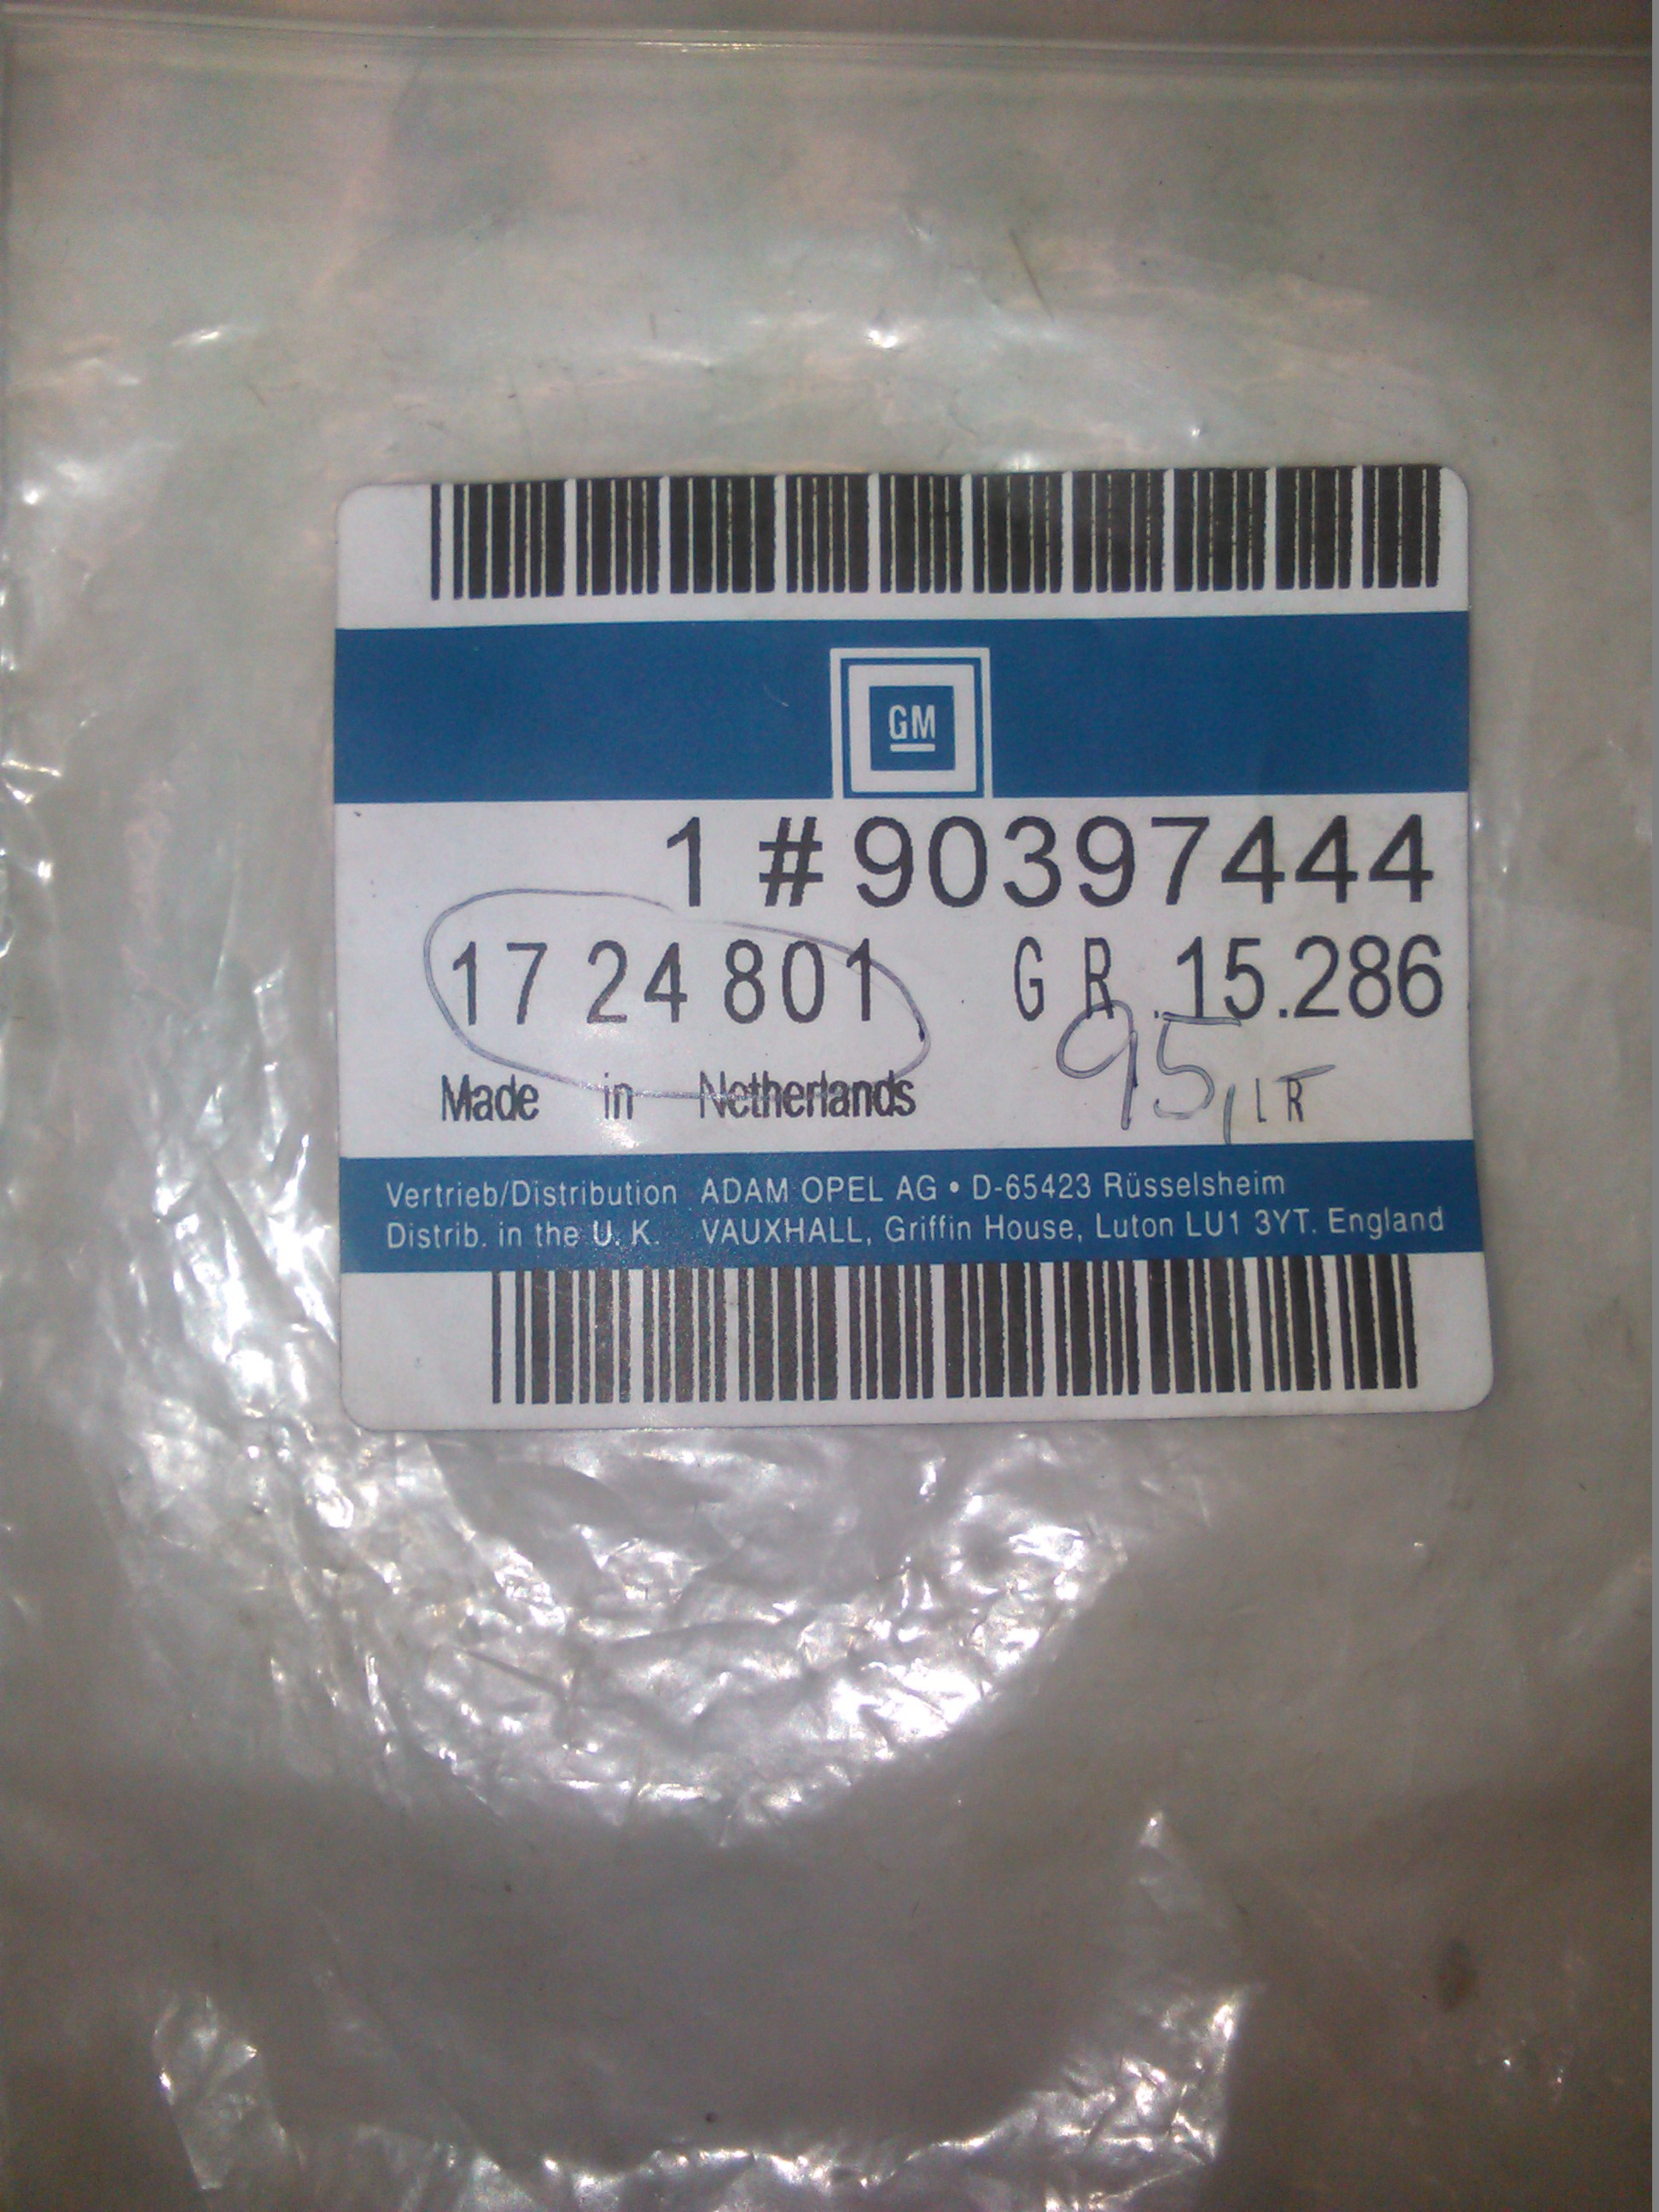 GM
1 # 90397444
17 24 801 GR. 15.286
95,
Made in Netherlands LR
Vertrieb/Distribution ADAM OPEL AG • D-65423 Rüsselsheim
Distrib. in the U. K. VAUXHALL, Griffin House, Luton LU1 3YT. England